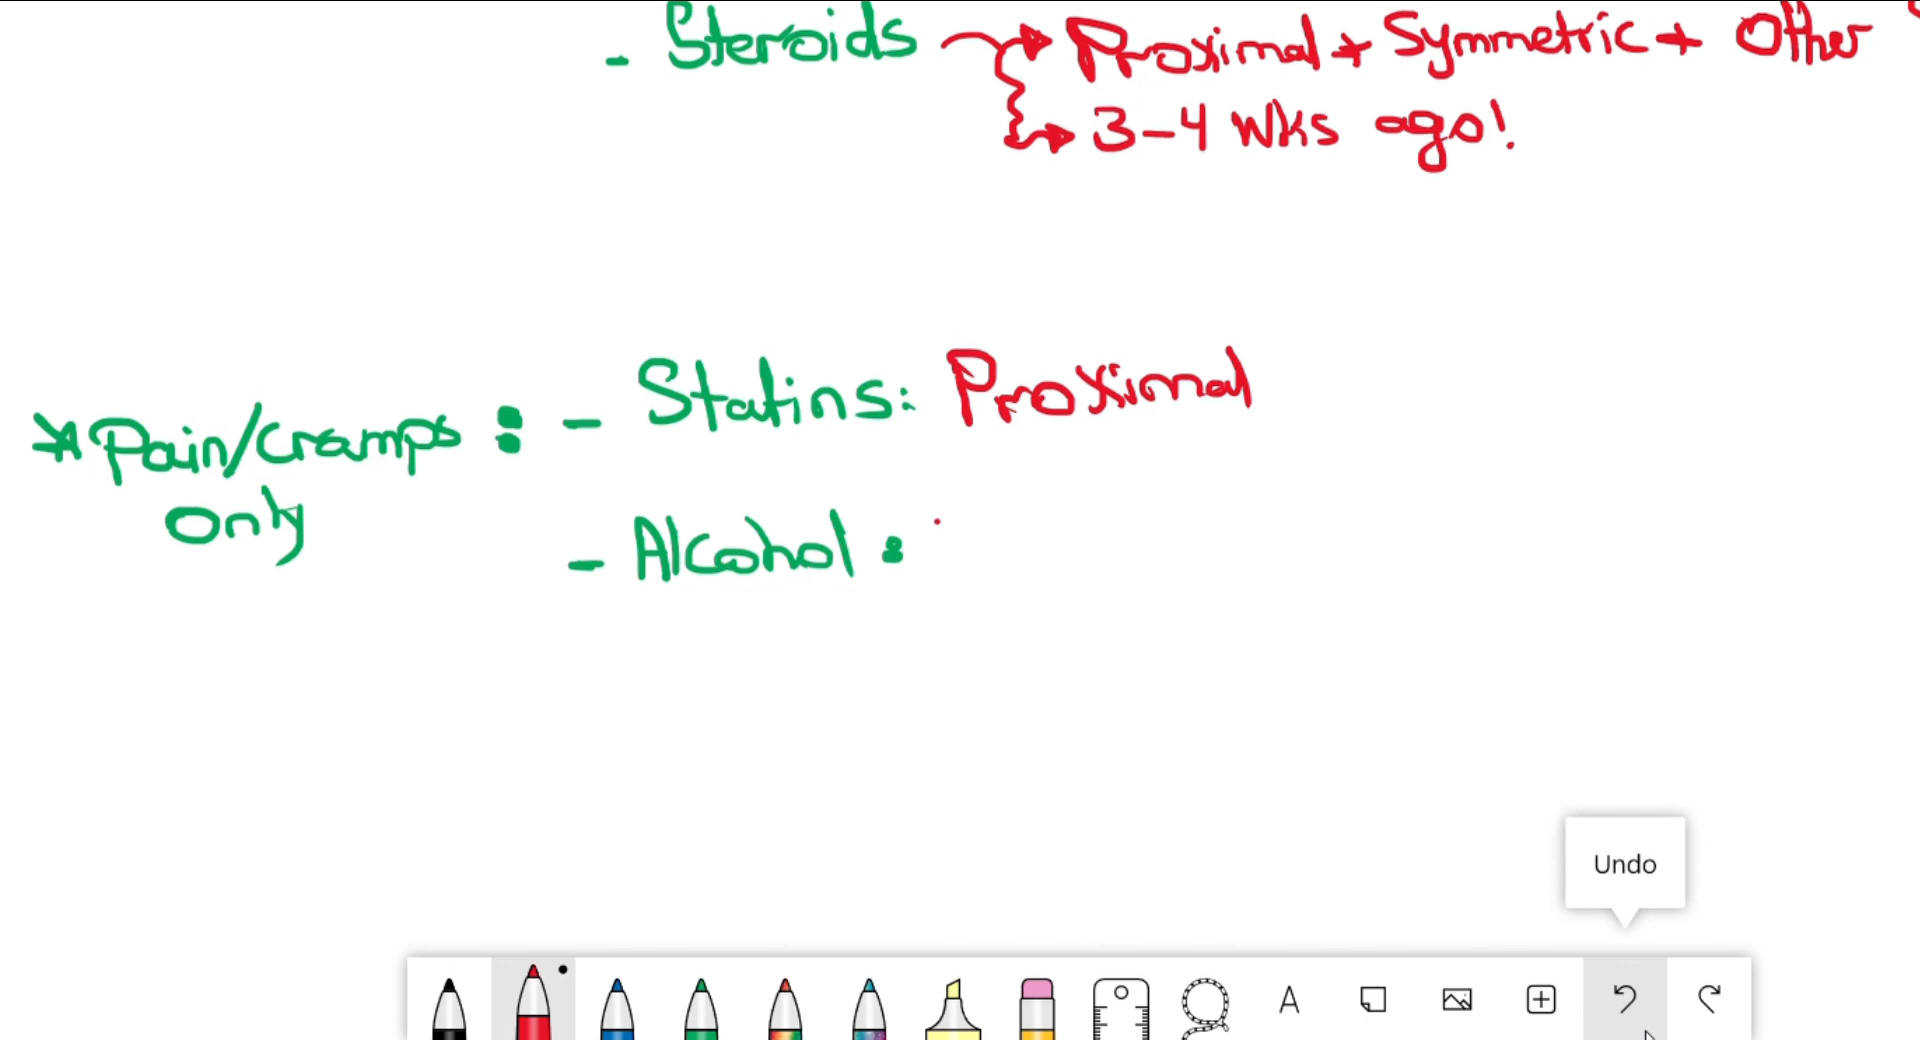 - Steroids → Proximal + Symmetric + Other
→ 3-4 wks ago!
* Pain/Cramps : - Statins: Proximal
only
- Alcohol :
Undo
A